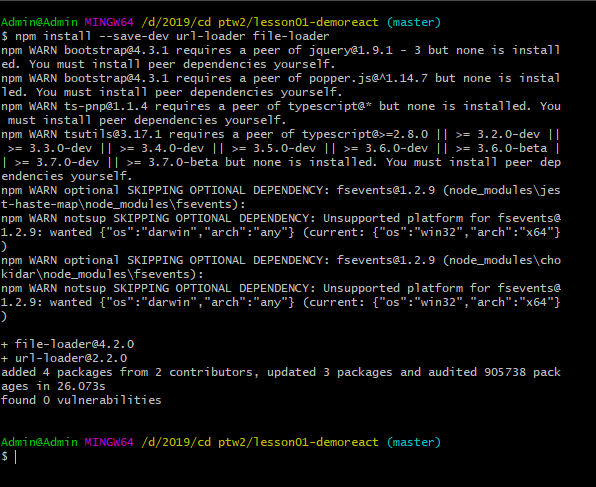 Admin@Admin MINGW64 /d/2019/cd ptw2/lesson01-demoreact (master)
$ npm install --save-dev url-loader file-loader
npm WARN bootstrap@4.3.1 requires a peer of jquery@1.9.1 - 3 but none is install
ed. You must install peer dependencies yourself.
npm WARN bootstrap@4.3.1 requires a peer of popper.js@^1.14.7 but none is instal
led. You must install peer dependencies yourself.
npm WARN ts-pnp@1.1.4 requires a peer of typescript@* but none is installed. You
 must install peer dependencies yourself.
npm WARN tsutils@3.17.1 requires a peer of typescript@>=2.8.0 || >= 3.2.0-dev ||
 >= 3.3.0-dev || >= 3.4.0-dev || >= 3.5.0-dev || >= 3.6.0-dev || >= 3.6.0-beta |
| >= 3.7.0-dev || >= 3.7.0-beta but none is installed. You must install peer dep
endencies yourself.
npm WARN optional SKIPPING OPTIONAL DEPENDENCY: fsevents@1.2.9 (node_modules\jes
t-haste-map\node_modules\fsevents):
npm WARN notsup SKIPPING OPTIONAL DEPENDENCY: Unsupported platform for fsevents@
1.2.9: wanted {"os":"darwin","arch":"any"} (current: {"os":"win32","arch":"x64"}
)
npm WARN optional SKIPPING OPTIONAL DEPENDENCY: fsevents@1.2.9 (node_modules\cho
kidar\node_modules\fsevents):
npm WARN notsup SKIPPING OPTIONAL DEPENDENCY: Unsupported platform for fsevents@
1.2.9: wanted {"os":"darwin","arch":"any"} (current: {"os":"win32","arch":"x64"}
)
+ file-loader@4.2.0
+ url-loader@2.2.0
added 4 packages from 2 contributors, updated 3 packages and audited 905738 pack
ages in 26.073s
found 0 vulnerabilities
Admin@Admin MINGW64 /d/2019/cd ptw2/lesson01-demoreact (master)
$